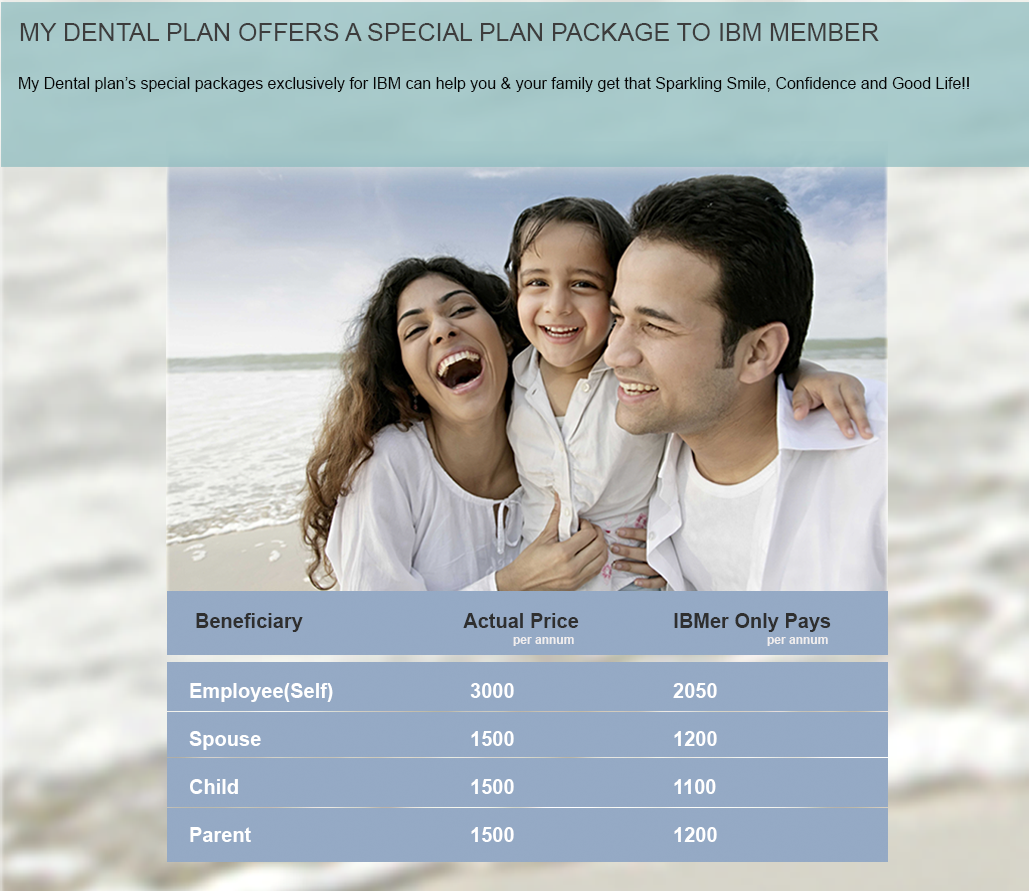 MY DENTAL PLAN OFFERS A SPECIAL PLAN PACKAGE TO IBM MEMBER
My Dental plan's special packages exclusively for IBM can help you & your family get that Sparkling Smile, Confidence and Good Life!!
Beneficiary Actual Price IBMer Only Pays
per annum per annum
Employee(Self) 3000 2050
Spouse 1500 1200
Child 1500 1100
Parent 1500 1200